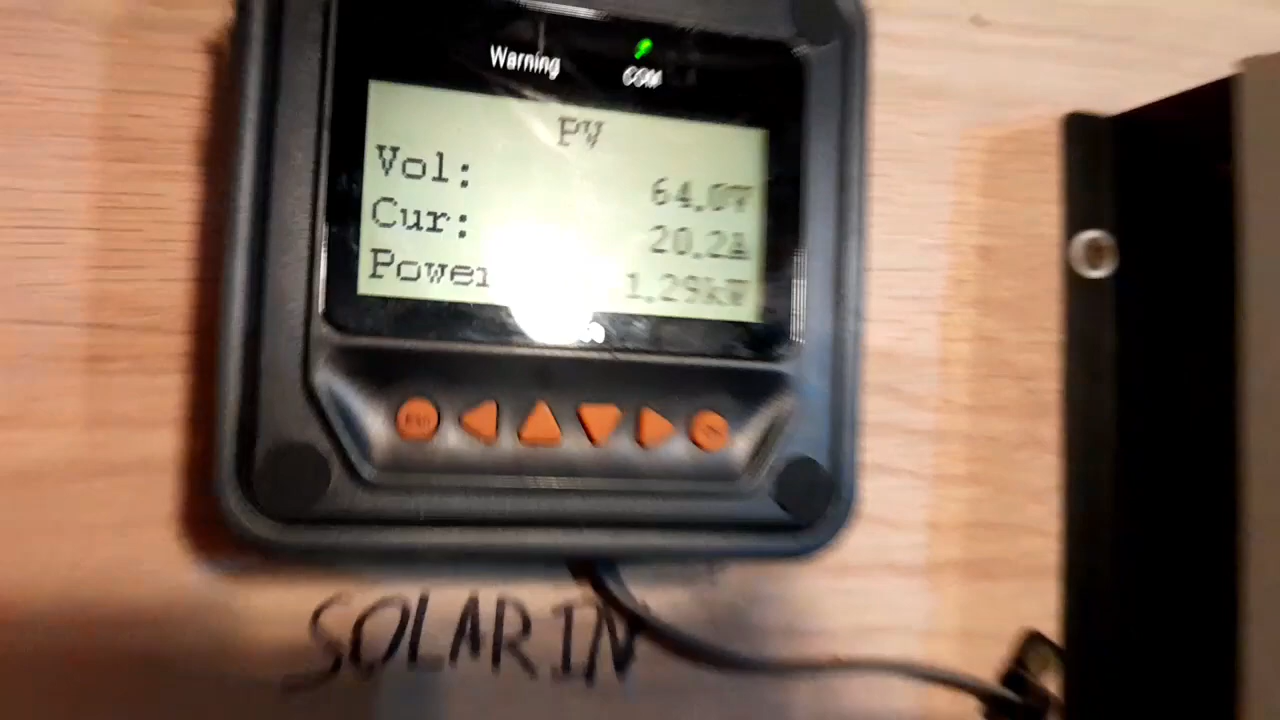 Warning
COM
PV
Vol: 64.0V
Cur: 20.2A
Power 1.29kW
SOLAR IN